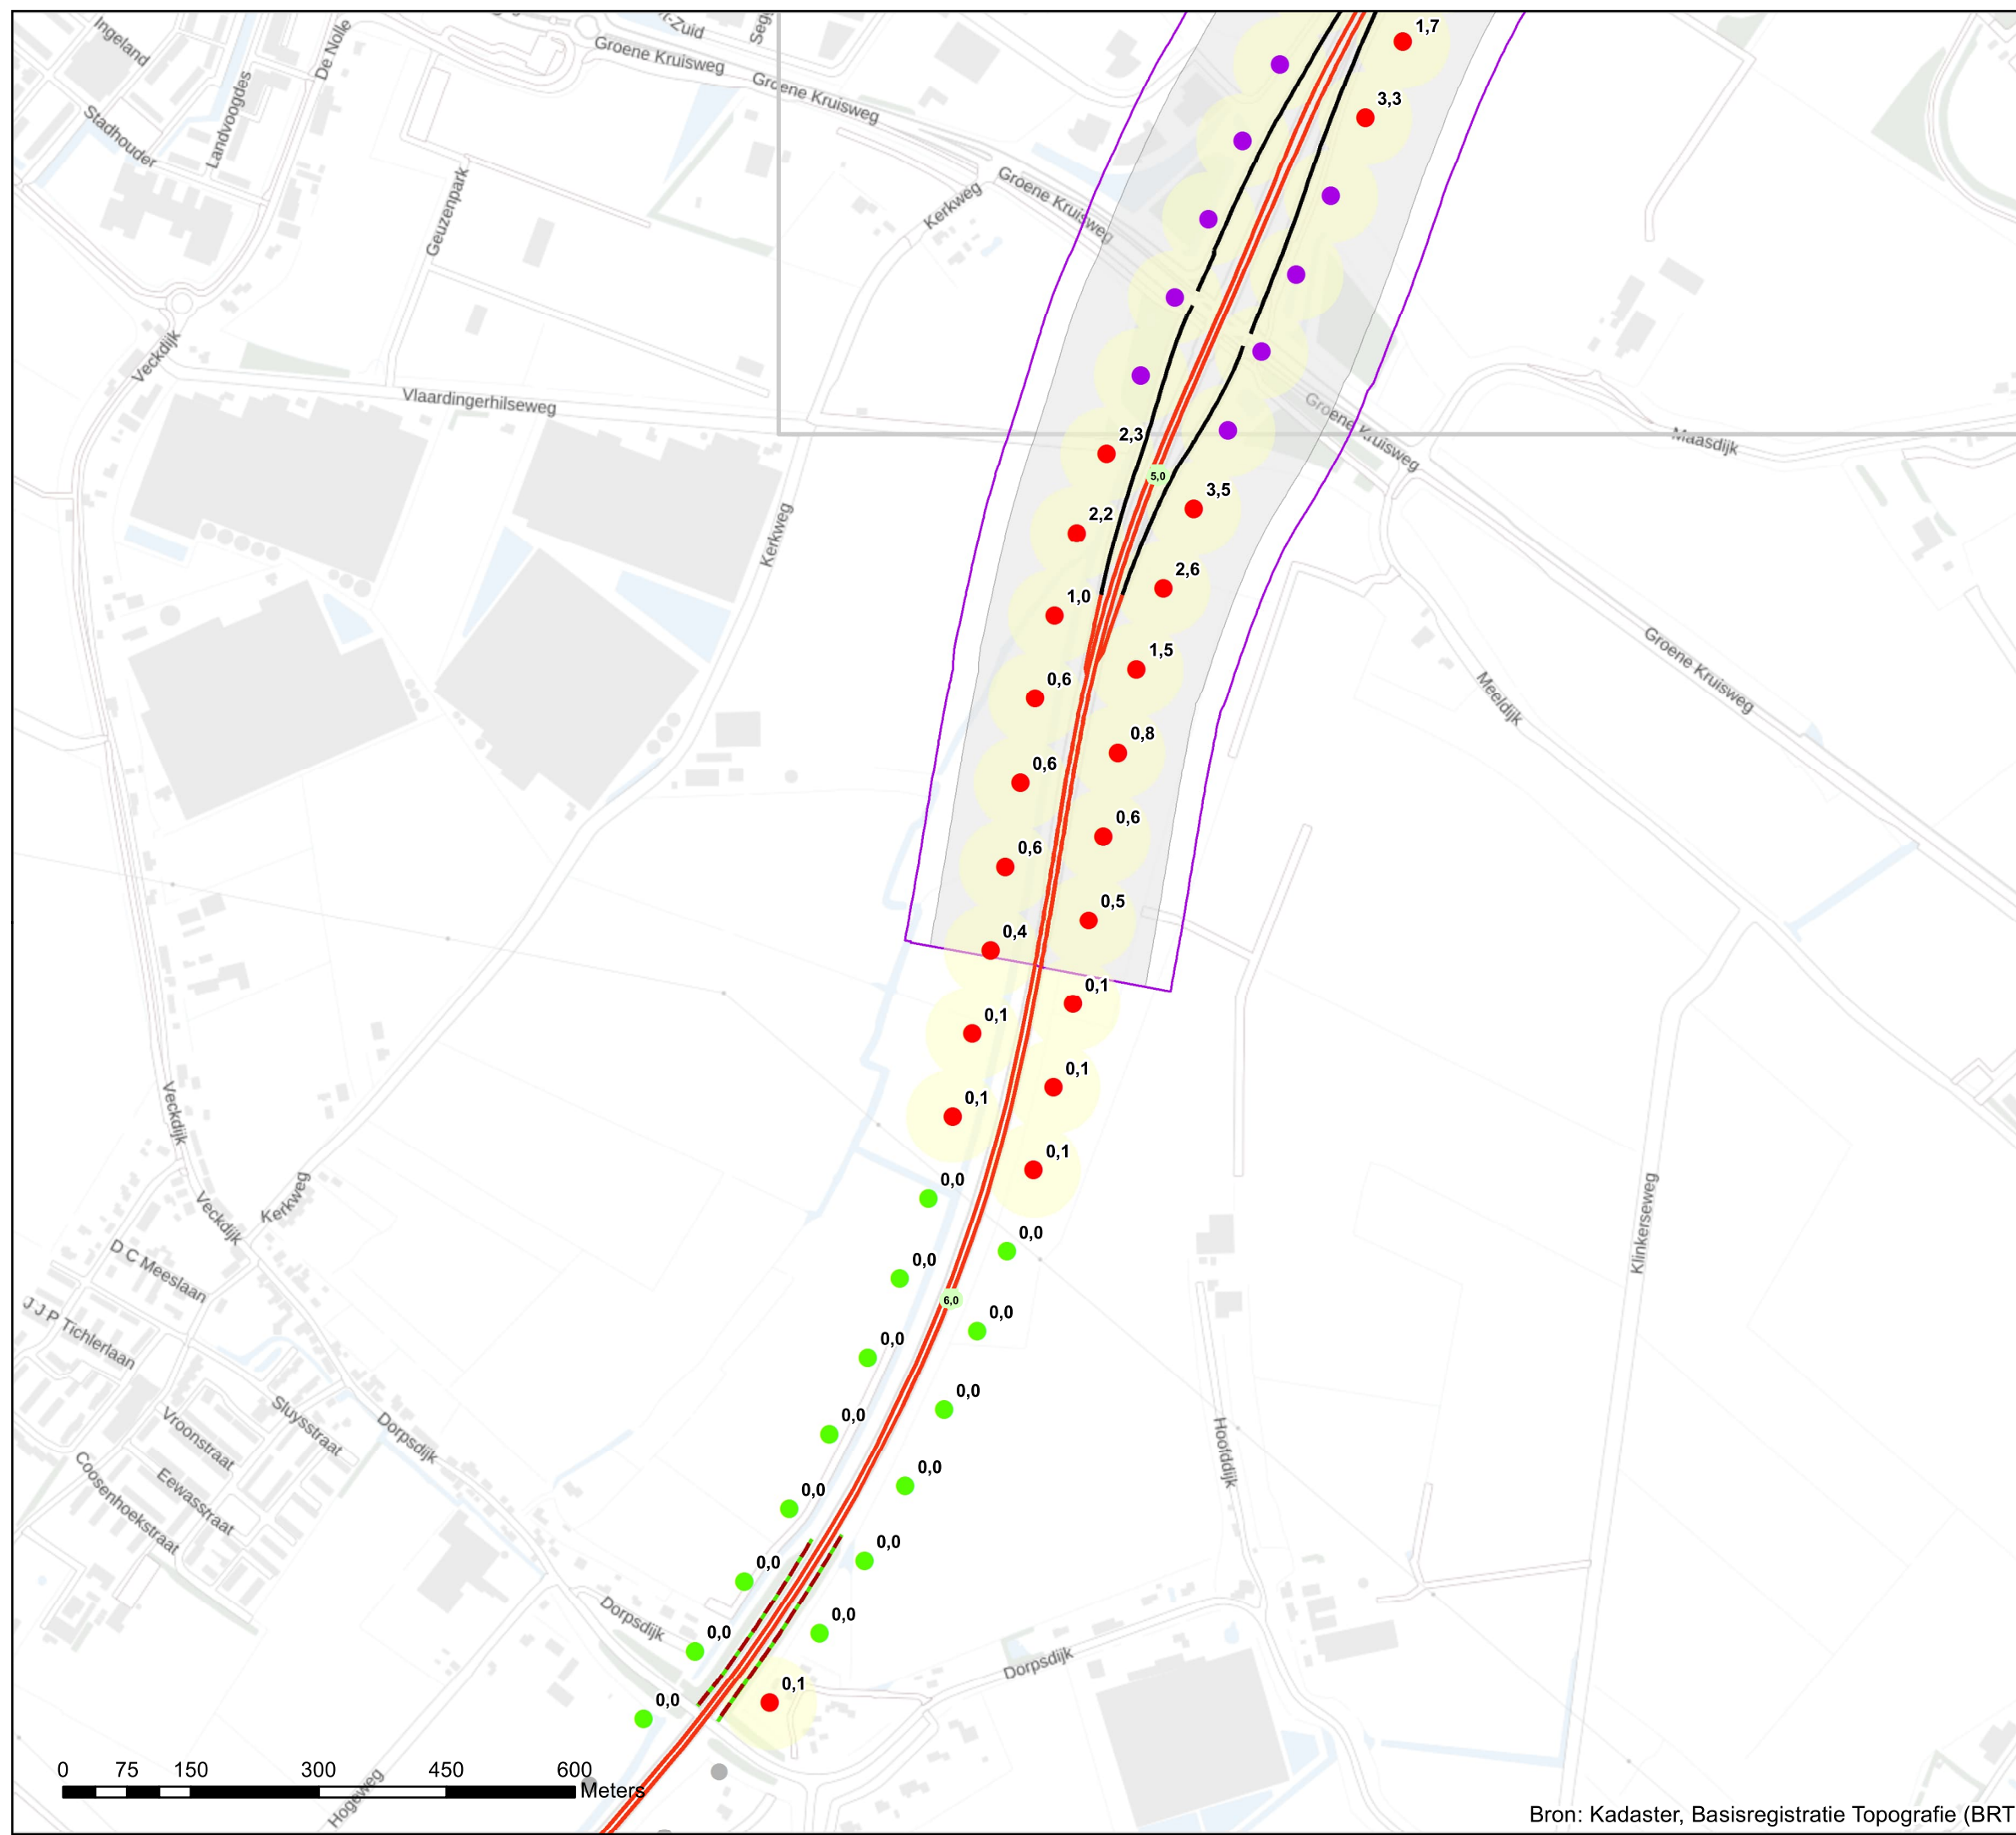 Ingeland
De Nolle
t-Zuid
Segg
Groene Kruisweg
Groene Kruisweg
Stadhouder
Landvoogdes
1,7
3,3
Geuzenpark
Kerkweg
Groene Kruisweg
Veckdijk
Vlaardingerhilseweg
Groene Kruisweg
Maasdijk
2,3
5,0
3,5
2,2
Kerkweg
2,6
1,0
1,5
Groene Kruisweg
Meeldijk
0,6
0,8
0,6
0,6
0,6
0,5
0,4
0,1
0,1
0,1
0,1
0,1
Veckdijk
0,0
Veckdijk
Kerkweg
Klinkerseweg
0,0
0,0
D C Meeslaan
6,0
0,0
J J P Tichlerlaan
0,0
0,0
Vroonstraat
Sluysstraat
Dorpsdijk
0,0
Hoofddijk
0,0
Coosenhoekstraat
Eewasstraat
0,0
0,0
0,0
Dorpsdijk
0,0
0,0
Dorpsdijk
0,1
0,0
0 75 150 300 450 600
Meters
Hogeweg
Bron: Kadaster, Basisregistratie Topografie (BRT